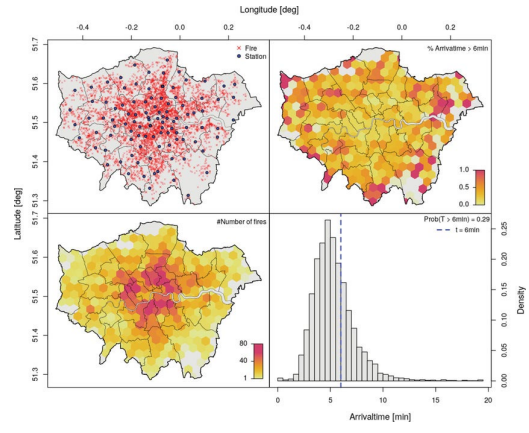 Longitude [deg]
-0.4 -0.2 0.0 0.2 -0.4 -0.2 0.0 0.2
Latitude [deg]
51.3 51.4 51.5 51.6 51.7
Fire
Station
% Arrivatime > 6min
1.0
0.5
0.0
51.3 51.4 51.5 51.6 51.7
#Number of fires
80
40
1
Prob(T > 6min) = 0.29
t = 6min
0.00 0.05 0.10 0.15 0.20 0.25
Density
0 5 10 15 20
Arrivaltime [min]